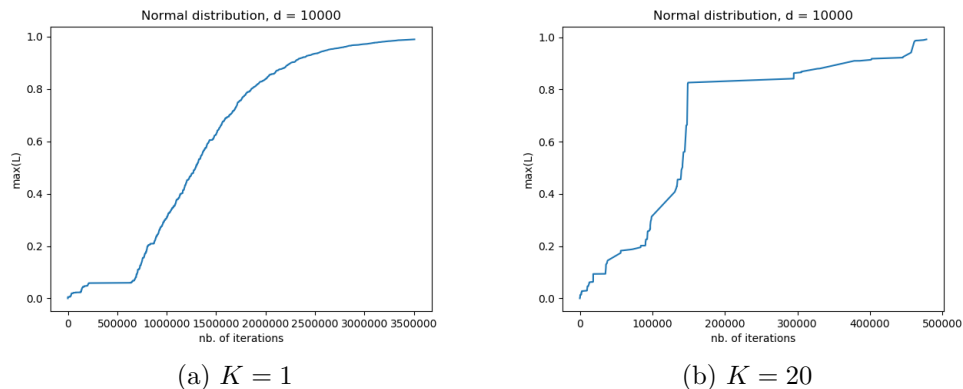 Normal distribution, d = 10000
max(L)
1.0
0.8
0.6
0.4
0.2
0.0
0 500000 1000000 1500000 2000000 2500000 3000000 3500000
nb. of iterations
(a) K = 1
Normal distribution, d = 10000
max(L)
1.0
0.8
0.6
0.4
0.2
0.0
0 100000 200000 300000 400000 500000
nb. of iterations
(b) K = 20